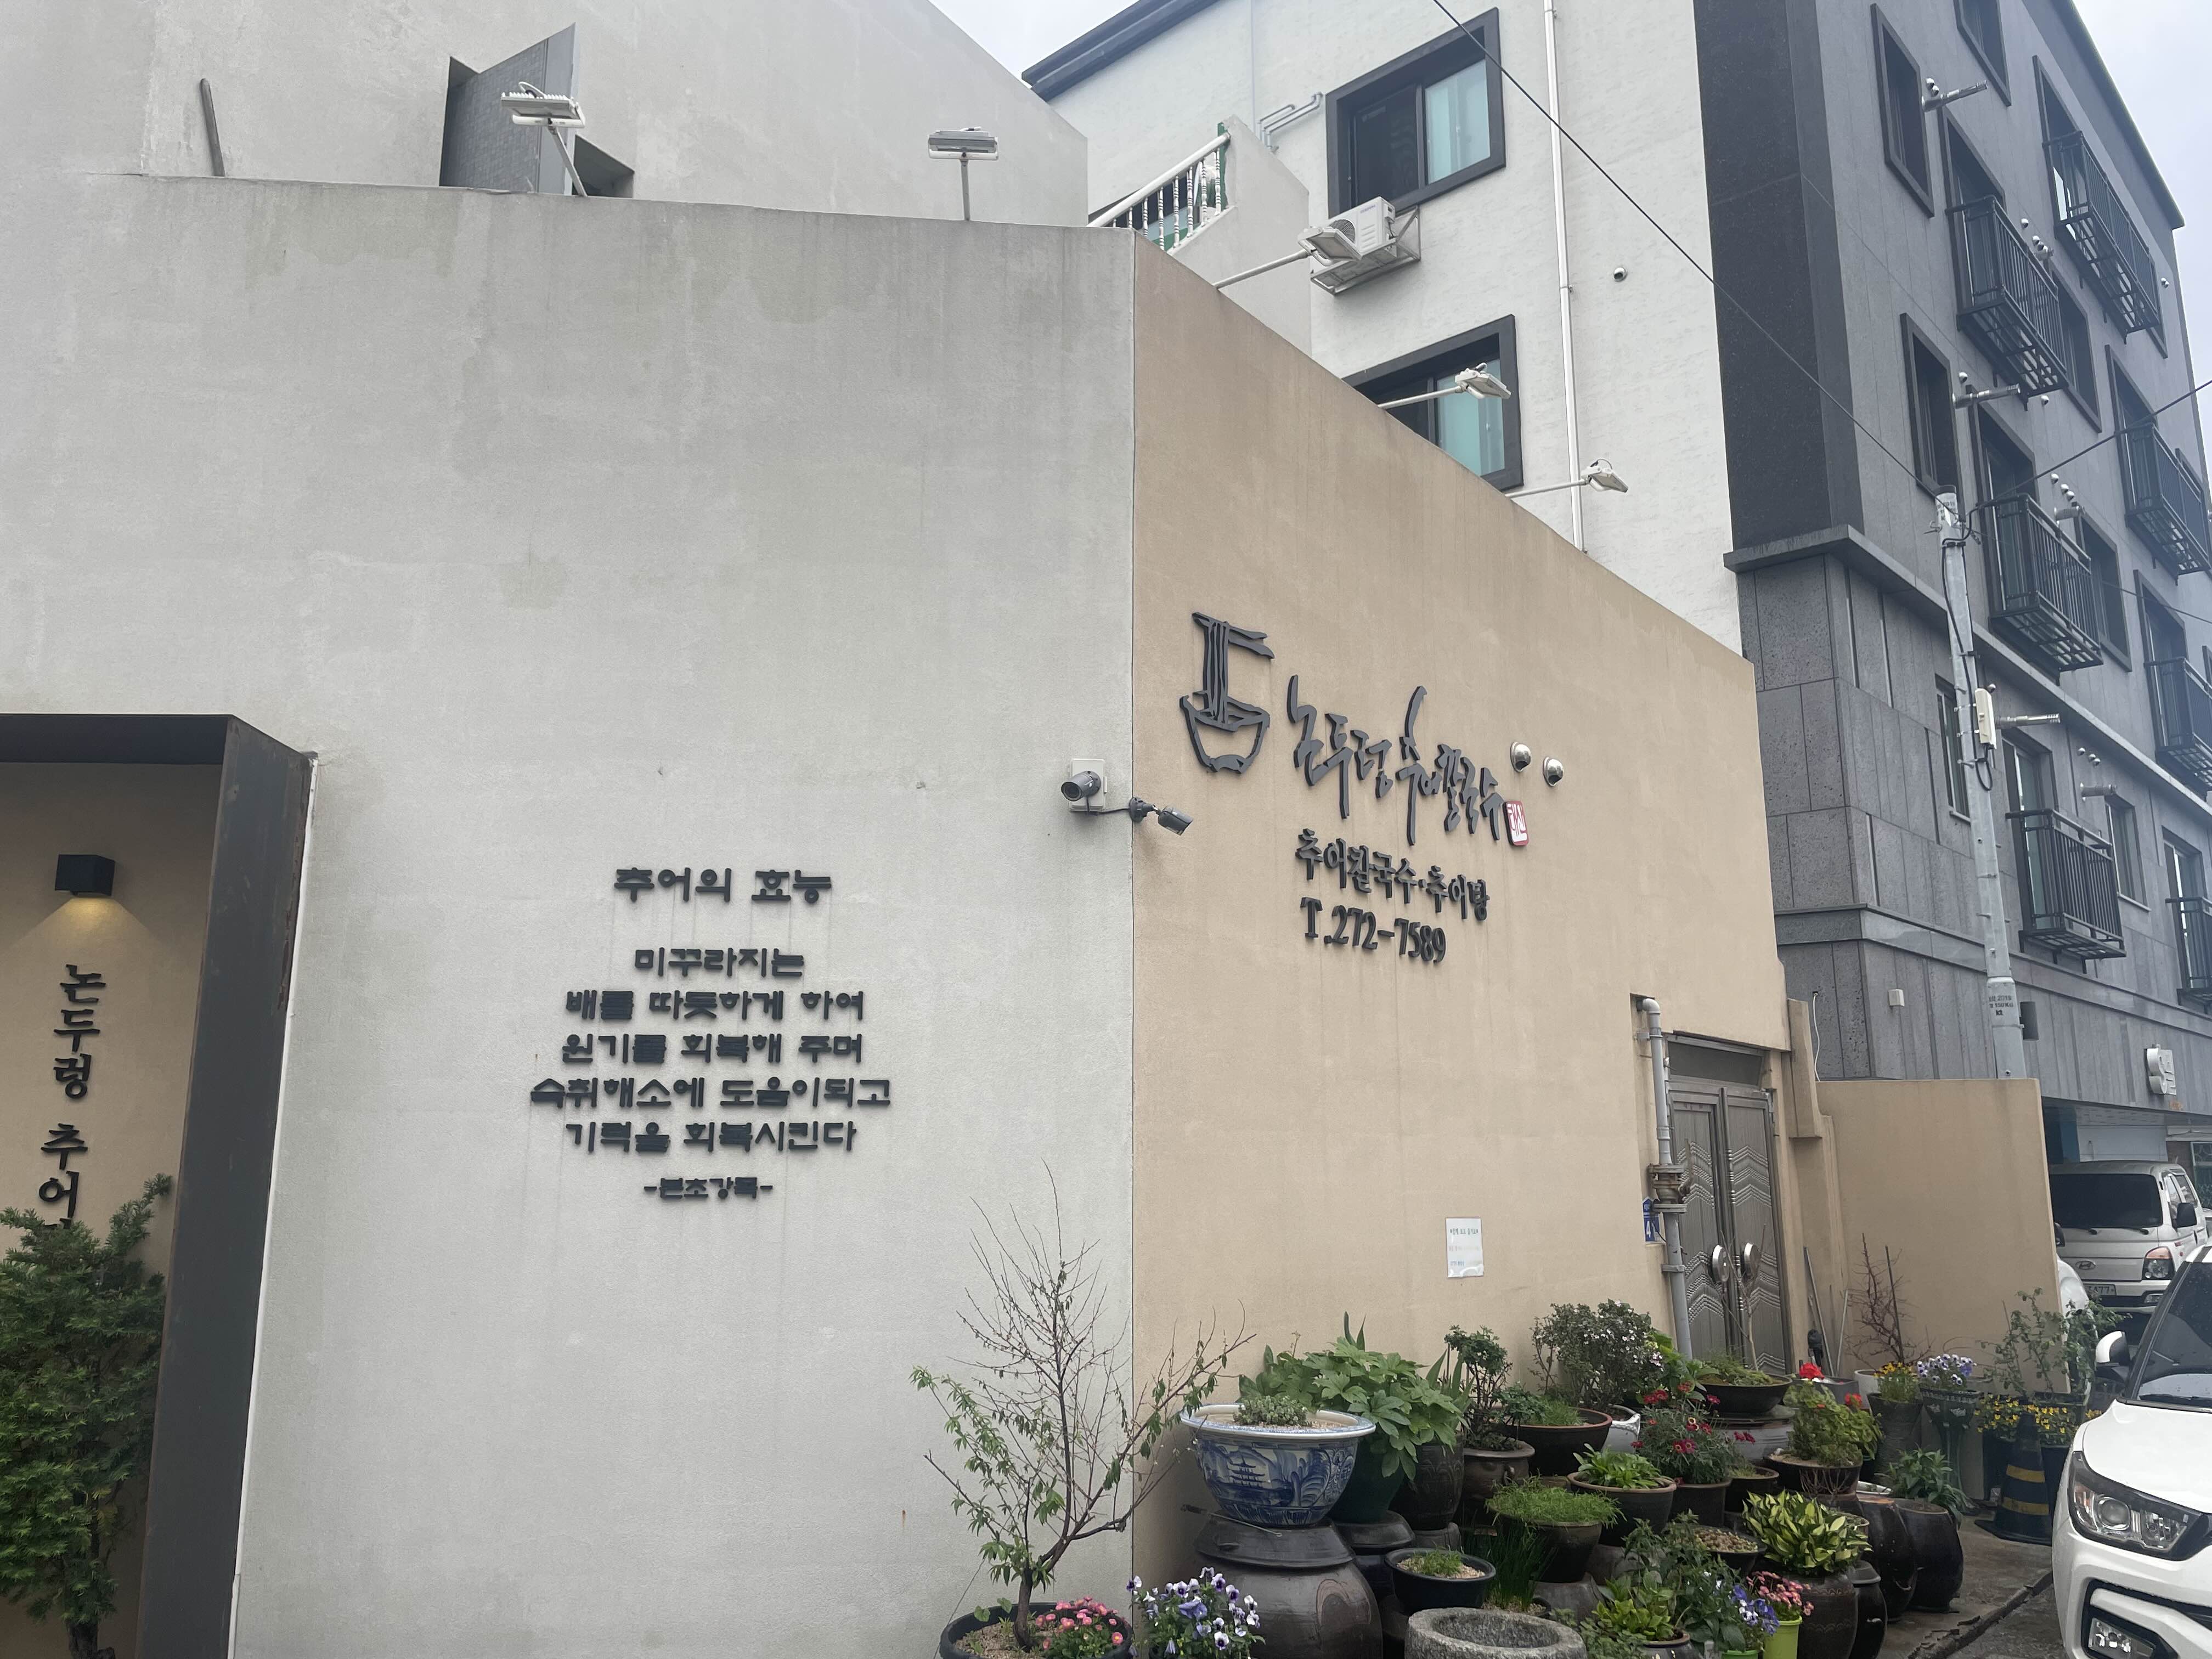 논두렁 추어
추어의 효능
미꾸라지는
배를 따뜻하게 하여
원기를 회복해 주며
숙취해소에 도움이되고
기력을 회복시킨다
-본초강목-
논두렁추어칼국수
추어칼국수·추어탕
T.272-7589